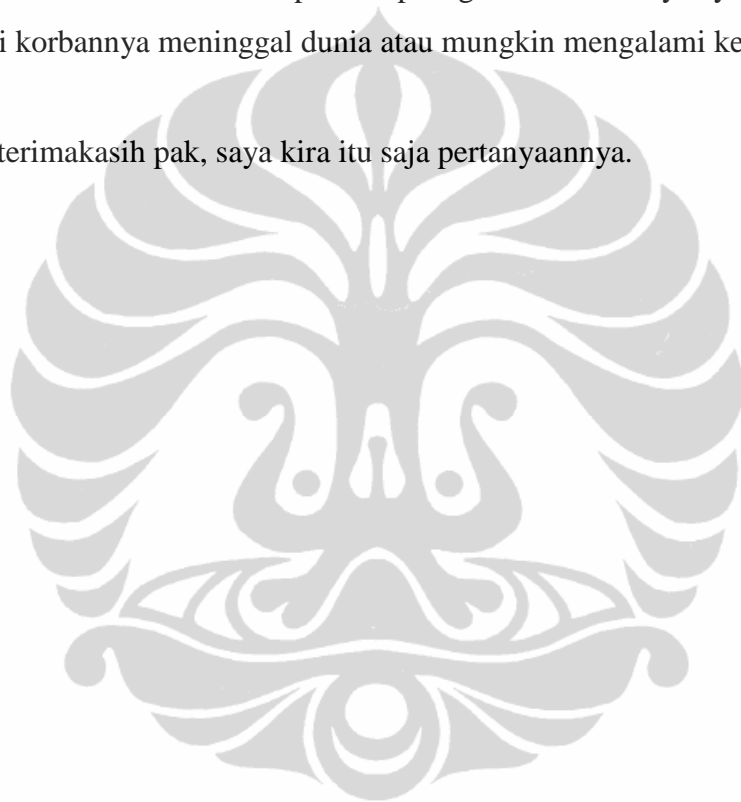 i korbannya meninggal dunia atau mungkin mengalami ke
terimakasih pak, saya kira itu saja pertanyaannya.